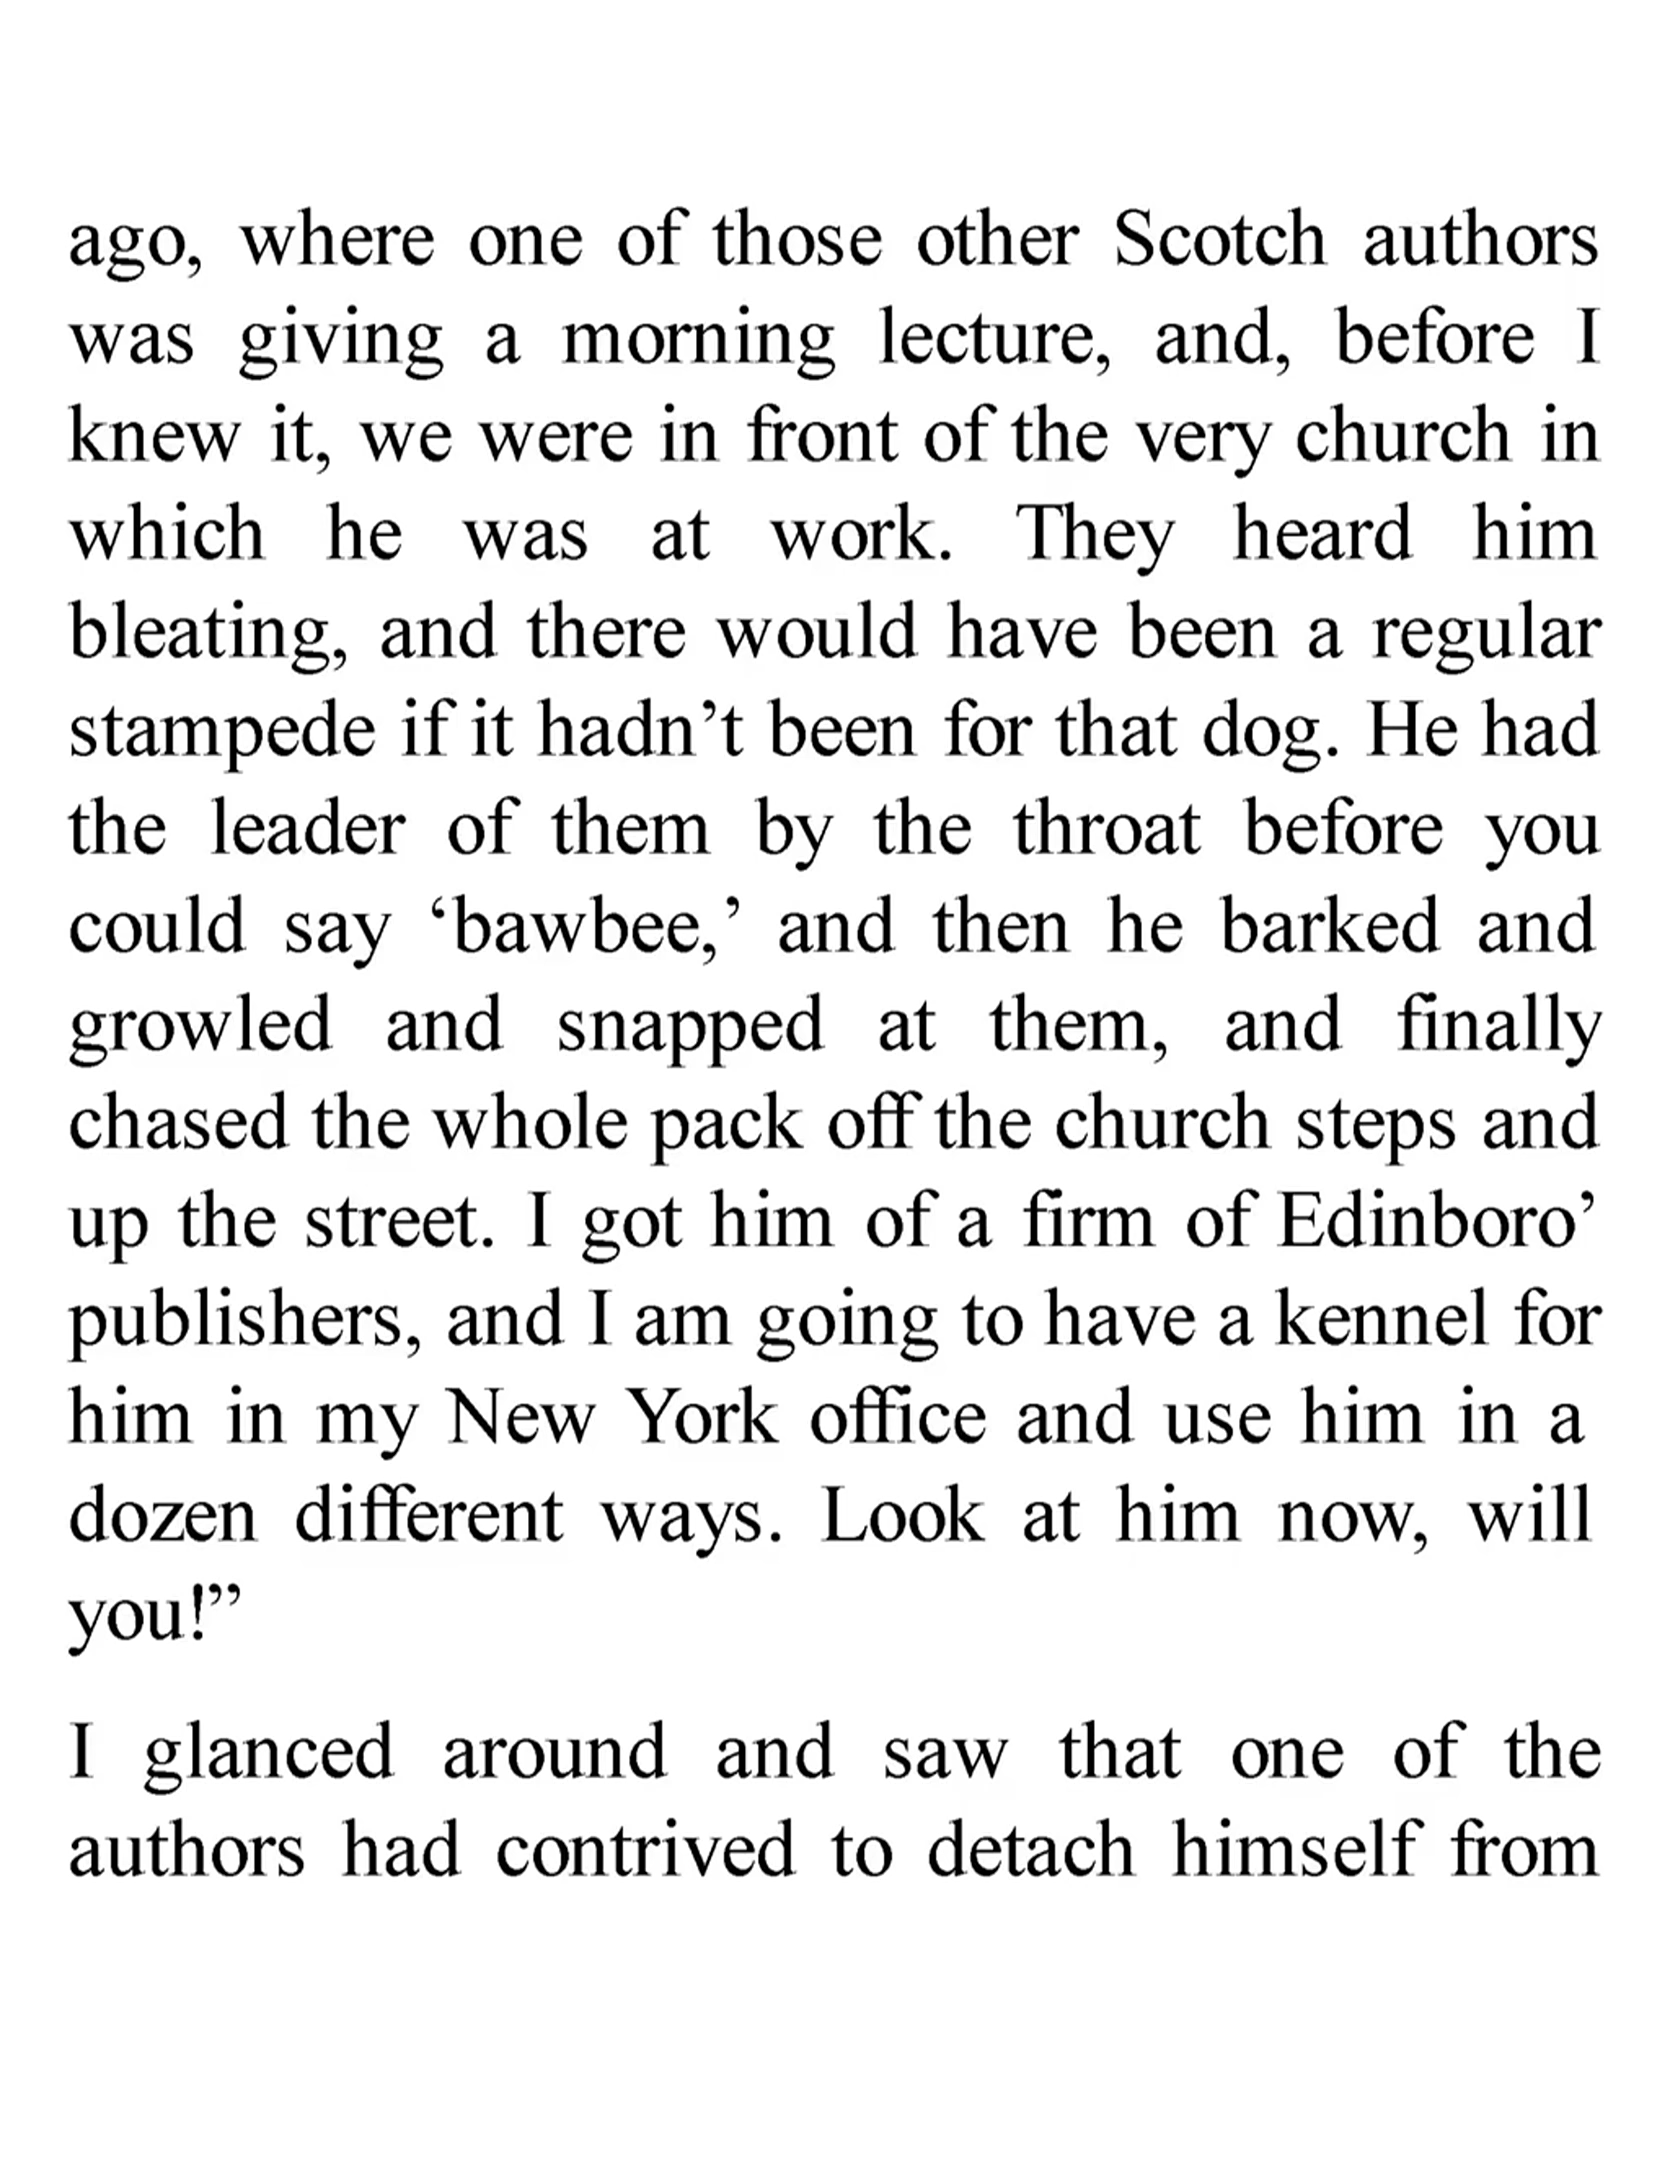 ago, where one of those other Scotch authors
was giving a morning lecture, and, before I
knew it, we were in front of the very church in
which he was at work. They heard him
bleating, and there would have been a regular
stampede if it hadn’t been for that dog. He had
the leader of them by the throat before you
could say ‘bawbee,’ and then he barked and
growled and snapped at them, and finally
chased the whole pack off the church steps and
up the street. I got him of a firm of Edinboro’
publishers, and I am going to have a kennel for
him in my New York office and use him in a
dozen different ways. Look at him now, will
you!”
I glanced around and saw that one of the
authors had contrived to detach himself from